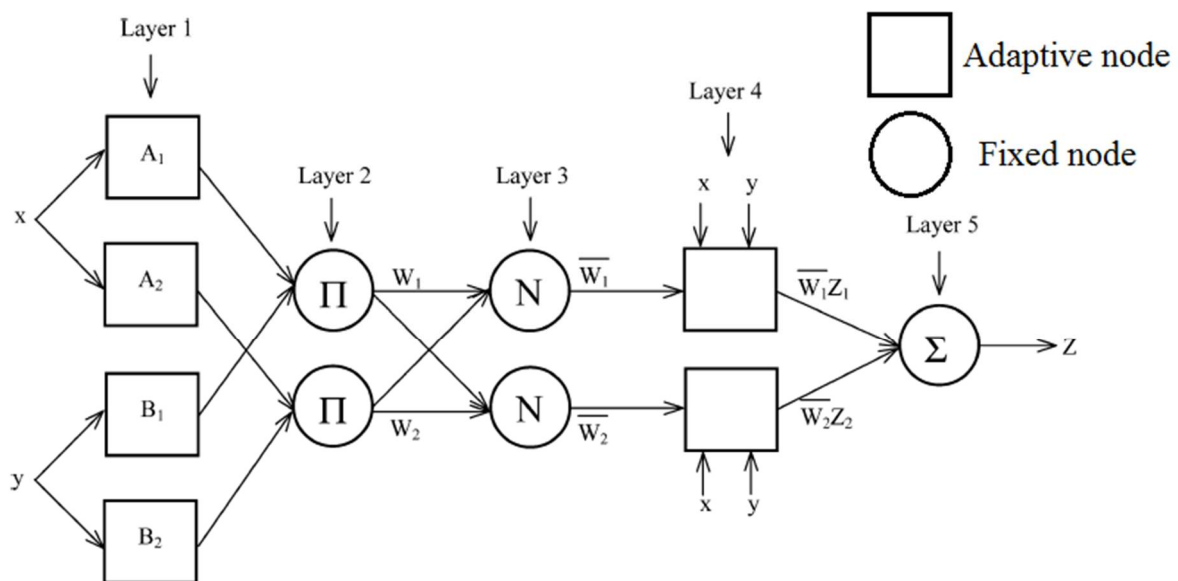 Layer 1
Adaptive node
Layer 4
A₁
Fixed node
Layer 2
Layer 3
x
y
x
Layer 5
A₂
W₁
W̅₁
Π
N
W̅₁Z₁
Σ
Z
B₁
Π
N
W₂
W̅₂
W̅₂Z₂
y
x
y
B₂